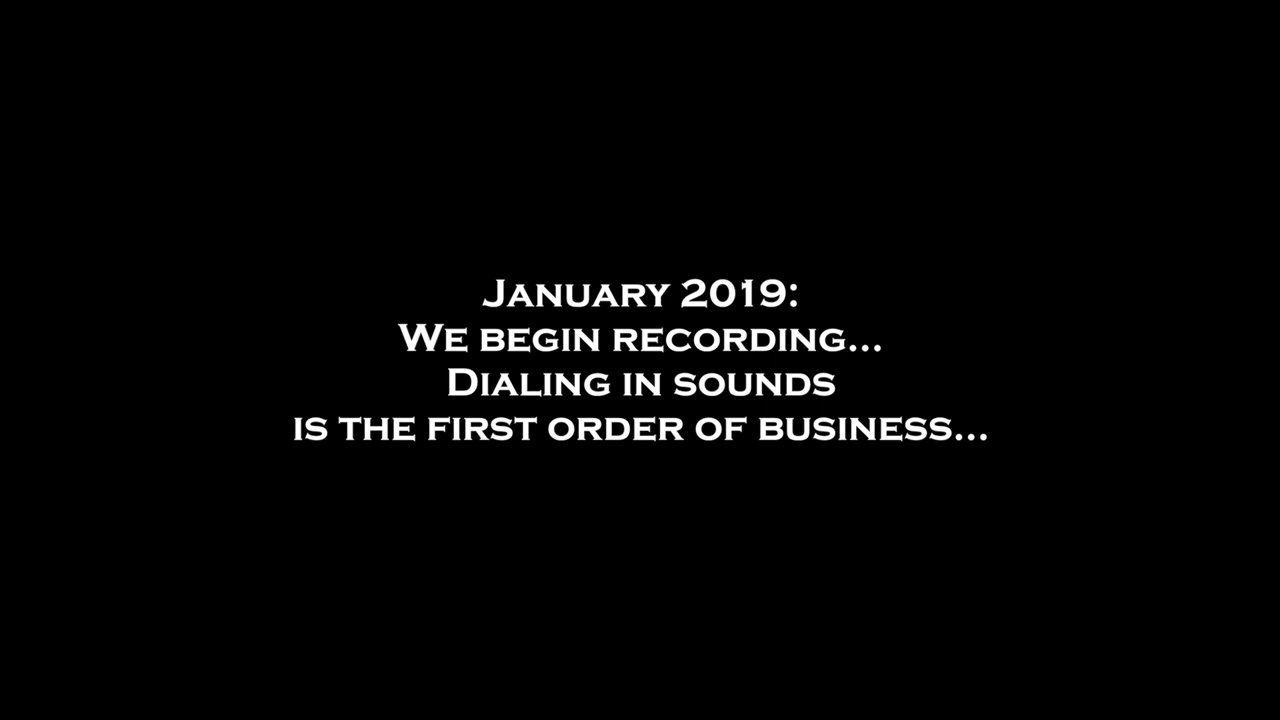 January 2019:
We begin recording...
Dialing in sounds
is the first order of business...